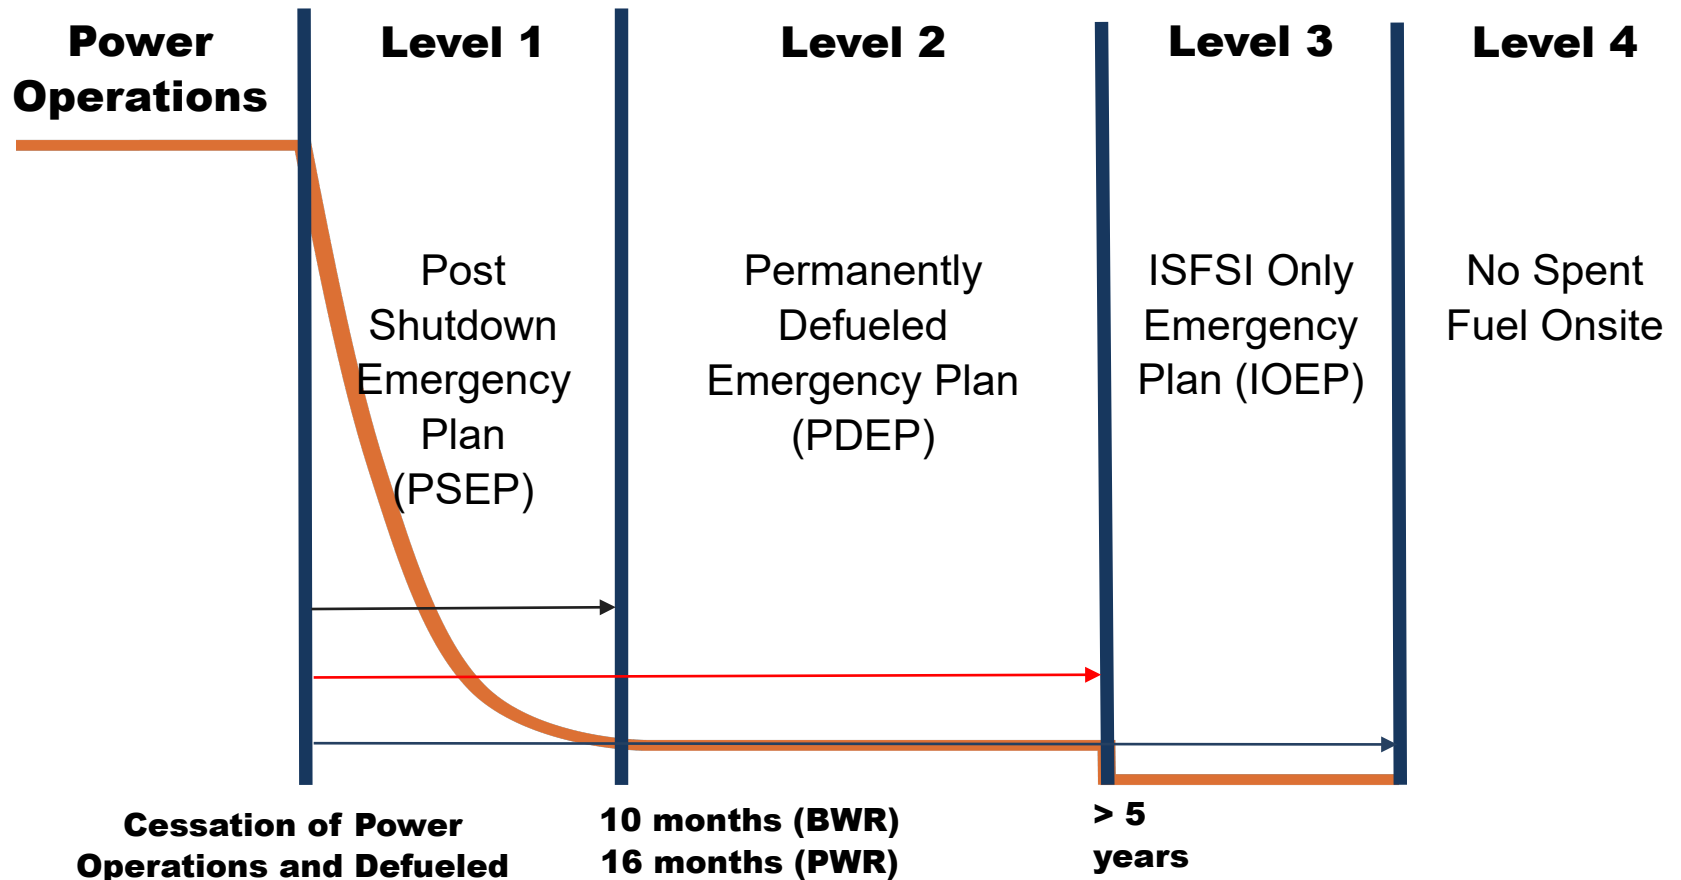 Power
Operations
Level 1
Level 2
Level 3
Level 4
Post
Shutdown
Emergency
Plan
(PSEP)
Permanently
Defueled
Emergency Plan
(PDEP)
ISFSI Only
Emergency
Plan (IOEP)
No Spent
Fuel Onsite
Cessation of Power
Operations and Defueled
10 months (BWR)
16 months (PWR)
> 5
years